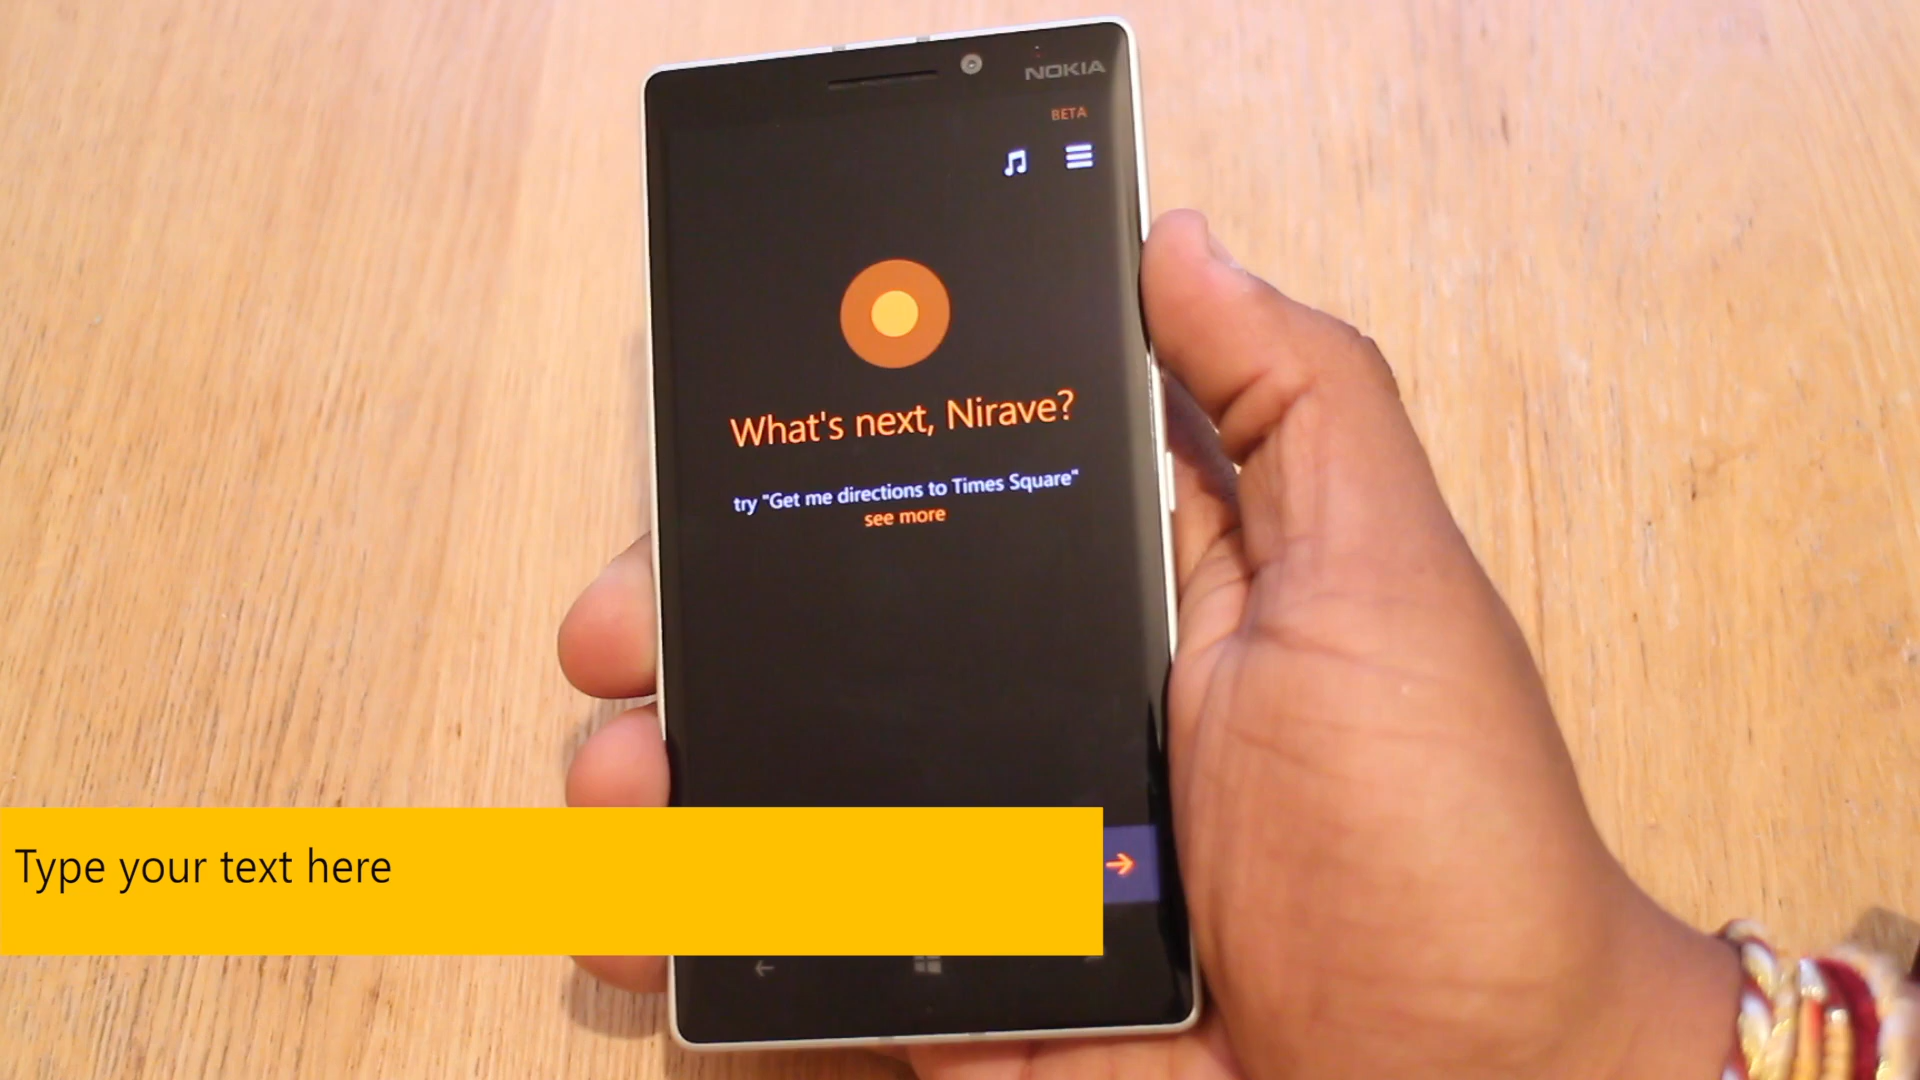 NOKIA
BETA
What's next, Nirave?
try "Get me directions to Times Square"
see more
Type your text here